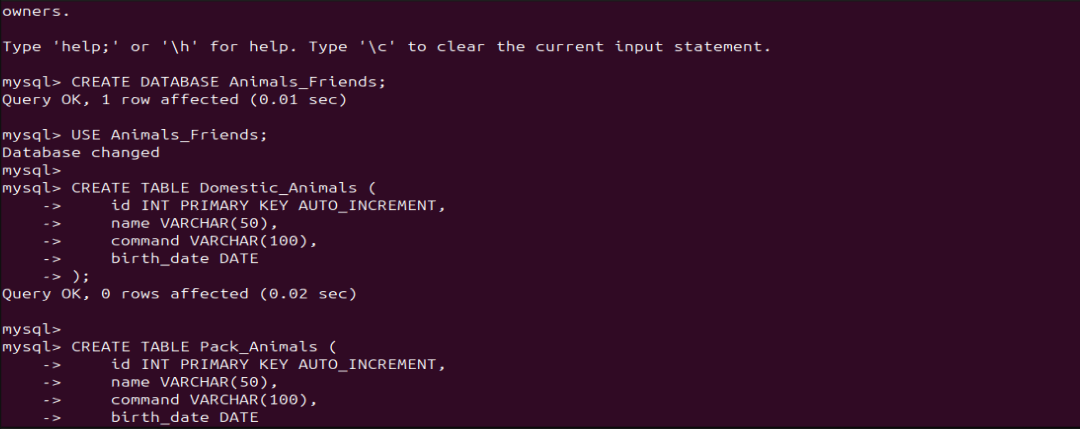 owners.
Type 'help;' or '\h' for help. Type '\c' to clear the current input statement.
mysql> CREATE DATABASE Animals_Friends;
Query OK, 1 row affected (0.01 sec)
mysql> USE Animals_Friends;
Database changed
mysql>
mysql> CREATE TABLE Domestic_Animals (
    ->     id INT PRIMARY KEY AUTO_INCREMENT,
    ->     name VARCHAR(50),
    ->     command VARCHAR(100),
    ->     birth_date DATE
    -> );
Query OK, 0 rows affected (0.02 sec)
mysql>
mysql> CREATE TABLE Pack_Animals (
    ->     id INT PRIMARY KEY AUTO_INCREMENT,
    ->     name VARCHAR(50),
    ->     command VARCHAR(100),
    ->     birth_date DATE